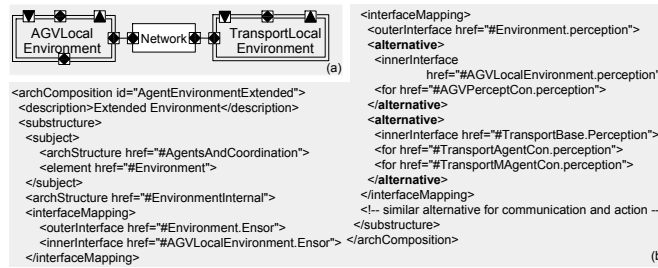 AGVLocal
Environment
Network
TransportLocal
Environment
(a)
<archComposition id="AgentEnvironmentExtended">
<description>Extended Environment</description>
<substructure>
<subject>
<archStructure href="#AgentsAndCoordination">
<element href="#Environment">
</subject>
<archStructure href="#EnvironmentInternal">
<interfaceMapping>
<outerInterface href="#Environment.Ensor">
<innerInterface href="#AGVLocalEnvironment.Ensor">
</interfaceMapping>
<interfaceMapping>
<outerInterface href="#Environment.perception">
<alternative>
<innerInterface
href="#AGVLocalEnvironment.perception"
<for href="#AGVPerceptCon.perception">
</alternative>
<alternative>
<innerInterface href="#TransportBase.Perception">
<for href="#TransportAgentCon.perception">
<for href="#TransportMAgentCon.perception">
</alternative>
</interfaceMapping>
<!-- similar alternative for communication and action --
</substructure>
</archComposition>
(b